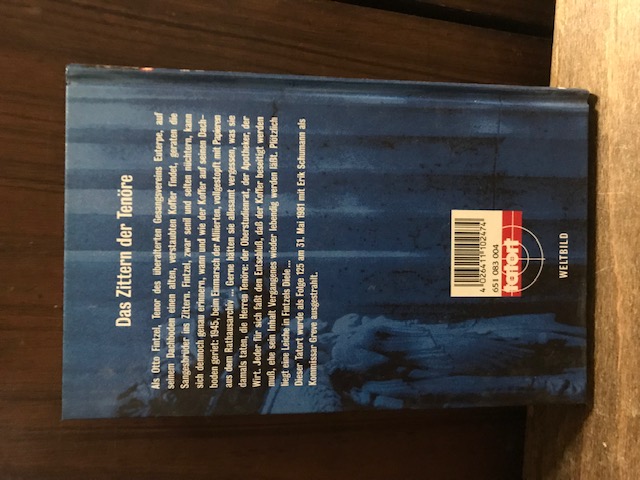 Das Zittern der Tenöre
Als Otto Fintzel, Tenor des überalterten Gesangsvereins Euterpe, auf
seinem Dachboden einen alten, verstaubten Koffer findet, geraten die
Sangesbrüder ins Zittern. Fintzel, zwar senil und selten nüchtern, kann
sich dennoch genau erinnern, wann und wie der Koffer auf seinen Dach-
boden geriet: 1945, beim Einmarsch der Alliierten, vollgestopft mit Papieren
aus dem Rathausarchiv ... Gerne hätten sie allesamt vergessen, was sie
damals taten, die Herren Tenöre: der Oberstudienrat, der Apotheker, der
Wirt. Jeder für sich faßt den Entschluß, daß der Koffer beseitigt werden
muß, ehe sein Inhalt Vergangenes wieder lebendig werden läßt. Plötzlich
liegt eine Leiche in Fintzels Diele ...
Dieser Tatort wurde als Folge 125 am 31. Mai 1981 mit Erik Schumann als
Kommissar Greve ausgestrahlt.
4 026411 102474
651 083 004
tatort
WELTBILD